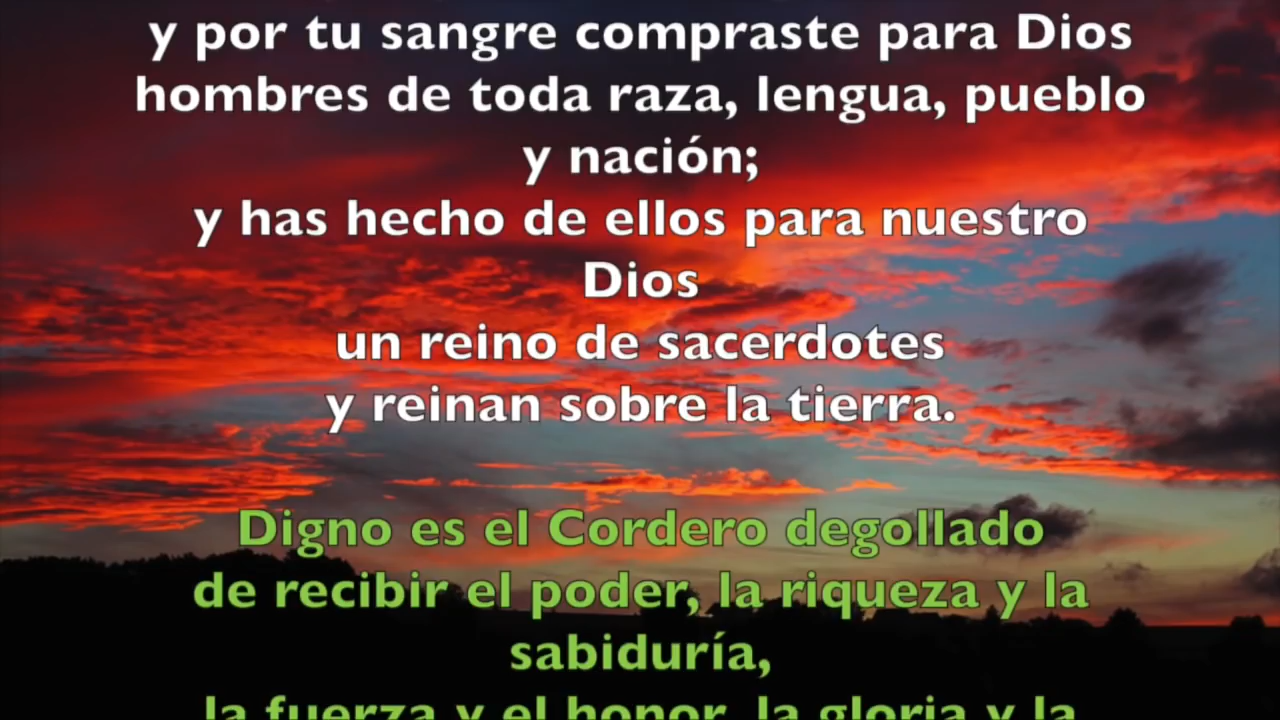 y por tu sangre compraste para Dios
hombres de toda raza, lengua, pueblo
y nación;
y has hecho de ellos para nuestro
Dios
un reino de sacerdotes
y reinan sobre la tierra.
Digno es el Cordero degollado
de recibir el poder, la riqueza y la
sabiduría,
la fuerza y el honor, la gloria y la